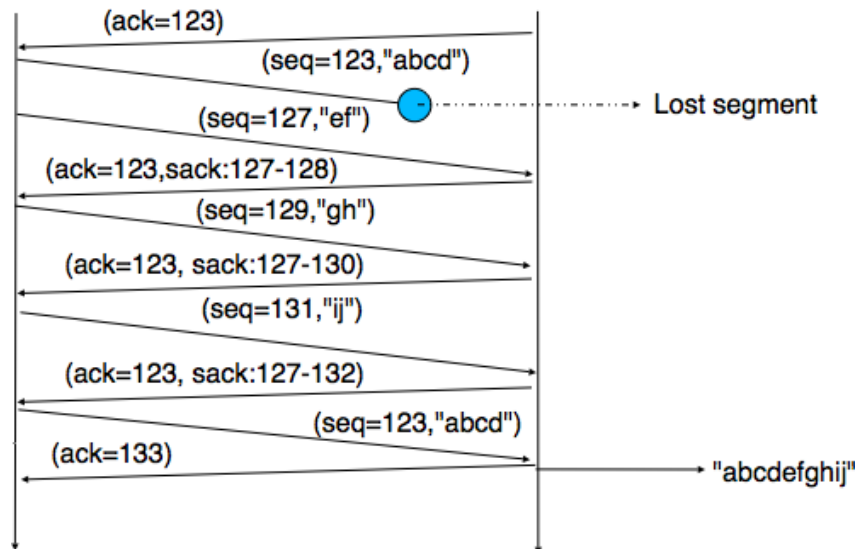 (ack=123)
(seq=123,"abcd")
Lost segment
(seq=127,"ef")
(ack=123,sack:127-128)
(seq=129,"gh")
(ack=123, sack:127-130)
(seq=131,"ij")
(ack=123, sack:127-132)
(seq=123,"abcd")
(ack=133)
"abcdefghij"